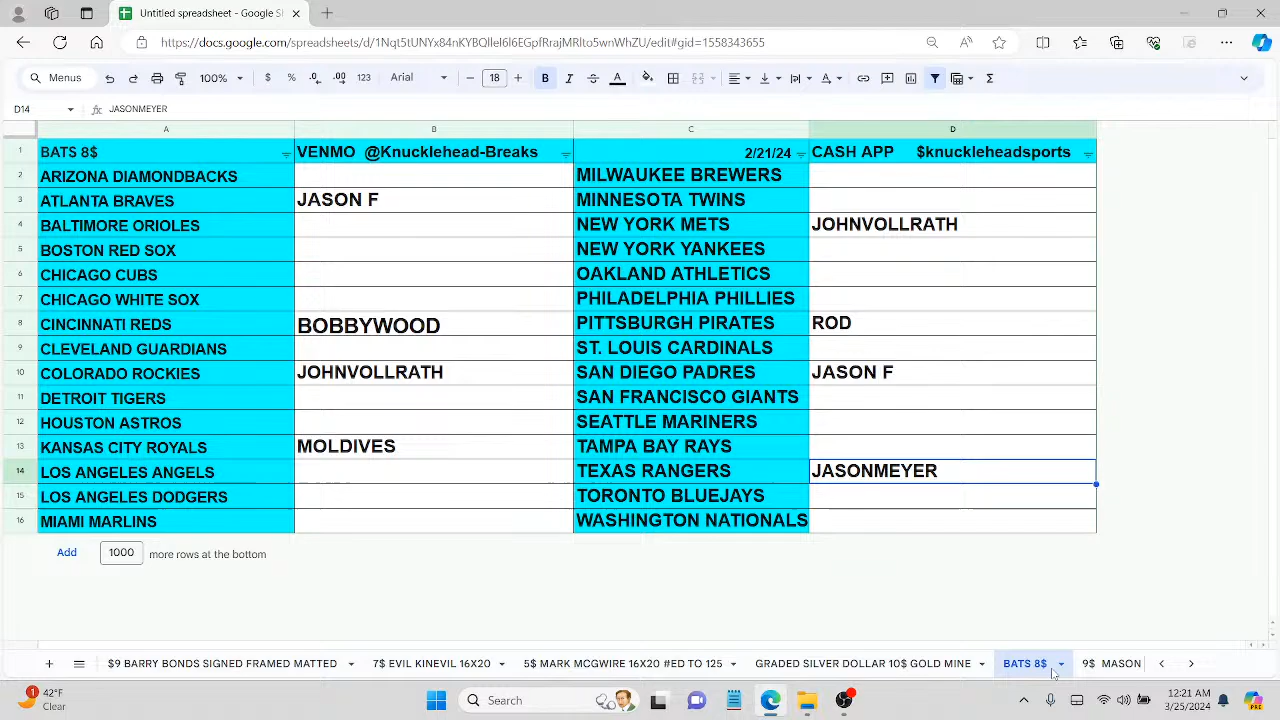 Untitled spreadsheet - Google Sl
https://docs.google.com/spreadsheets/d/1Nqt5tUNYx84nKYBQlleI6l6EGpfRrajMRlto5wnWhZU/edit#gid=1558343655
Menus 100% $ % .0 .00 123 Arial 18 B I A
D14 fx JASONMEYER
A B C D
1 BATS 8$ VENMO @Knucklehead-Breaks 2/21/24 CASH APP $knuckleheadsports
2 ARIZONA DIAMONDBACKS MILWAUKEE BREWERS
ATLANTA BRAVES JASON F MINNESOTA TWINS
4 BALTIMORE ORIOLES NEW YORK METS JOHNVOLLRATH
BOSTON RED SOX NEW YORK YANKEES
6 CHICAGO CUBS OAKLAND ATHLETICS
7 CHICAGO WHITE SOX PHILADELPHIA PHILLIES
8 CINCINNATI REDS BOBBYWOOD PITTSBURGH PIRATES ROD
CLEVELAND GUARDIANS ST. LOUIS CARDINALS
10 COLORADO ROCKIES JOHNVOLLRATH SAN DIEGO PADRES JASON F
11 DETROIT TIGERS SAN FRANCISCO GIANTS
12 HOUSTON ASTROS SEATTLE MARINERS
13 KANSAS CITY ROYALS MOLDIVES TAMPA BAY RAYS
14 LOS ANGELES ANGELS TEXAS RANGERS JASONMEYER
15 LOS ANGELES DODGERS TORONTO BLUEJAYS
16 MIAMI MARLINS WASHINGTON NATIONALS
Add 1000 more rows at the bottom
$9 BARRY BONDS SIGNED FRAMED MATTED 7$ EVIL KINEVIL 16X20 5$ MARK MCGWIRE 16X20 #ED TO 125 GRADED SILVER DOLLAR 10$ GOLD MINE BATS 8$ 9$ MASON
1 42°F Search 12:21 AM
Clear 3/25/2024